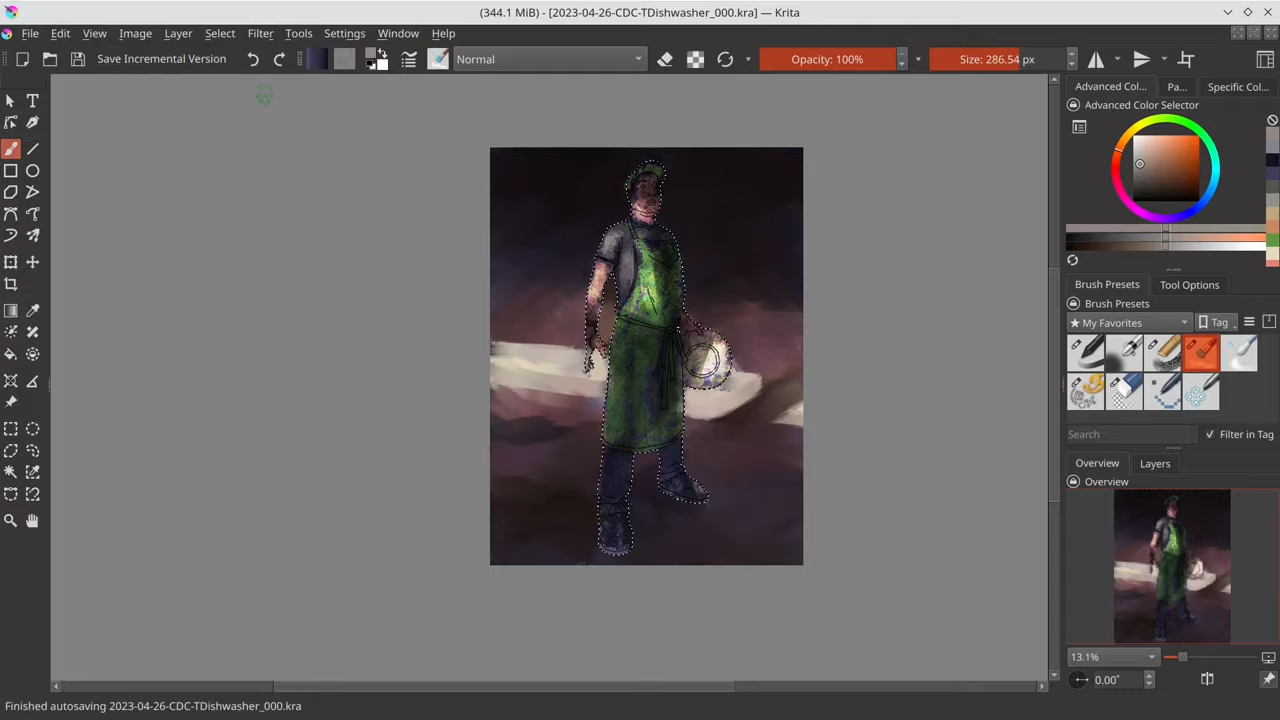 (344.1 MiB) - [2023-04-26-CDC-TDishwasher_000.kra] — Krita
File Edit View Image Layer Select Filter Tools Settings Window Help
Save Incremental Version Normal Opacity: 100% Size: 286.54 px
Advanced Col... Pa... Specific Col...
Advanced Color Selector
Brush Presets Tool Options
Brush Presets
★ My Favorites Tag
Search Filter in Tag
Overview Layers
Overview
13.1%
0.00°
Finished autosaving 2023-04-26-CDC-TDishwasher_000.kra